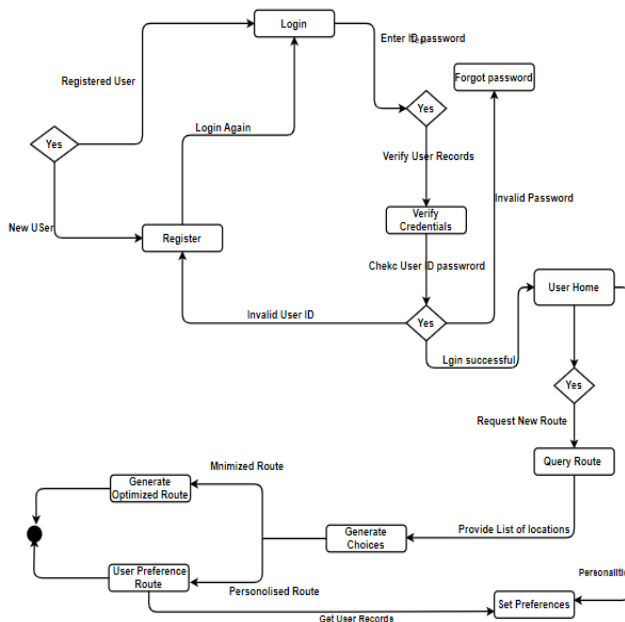 Login
Enter ID password
Forgot password
Registered User
Yes
Yes
Login Again
Verify User Records
Invalid Password
New USer
Register
Verify
Credentials
Chekc User ID passwrord
User Home
Invalid User ID
Yes
Lgin successful
Yes
Request New Route
Query Route
Mnimized Route
Generate
Optimized Route
Generate
Choices
Provide List of locations
User Preference
Route
Personolised Route
Personalitie
Set Preferences
Get User Records